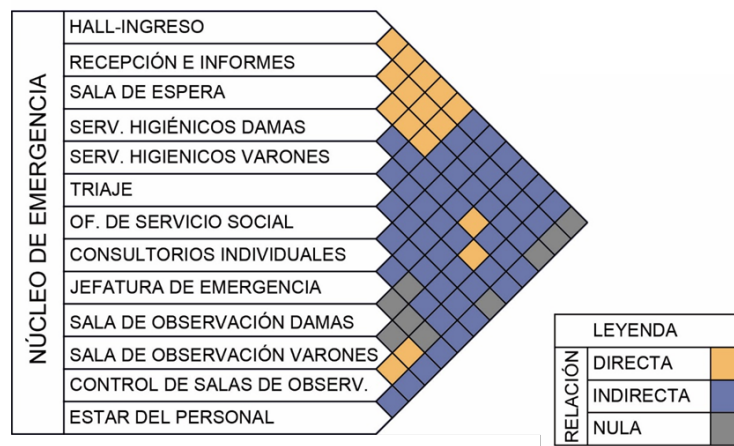 NÚCLEO DE EMERGENCIA
HALL-INGRESO
RECEPCIÓN E INFORMES
SALA DE ESPERA
SERV. HIGIÉNICOS DAMAS
SERV. HIGIENICOS VARONES
TRIAJE
OF. DE SERVICIO SOCIAL
CONSULTORIOS INDIVIDUALES
JEFATURA DE EMERGENCIA
SALA DE OBSERVACIÓN DAMAS
SALA DE OBSERVACIÓN VARONES
CONTROL DE SALAS DE OBSERV.
ESTAR DEL PERSONAL
LEYENDA
RELACIÓN
DIRECTA
INDIRECTA
NULA